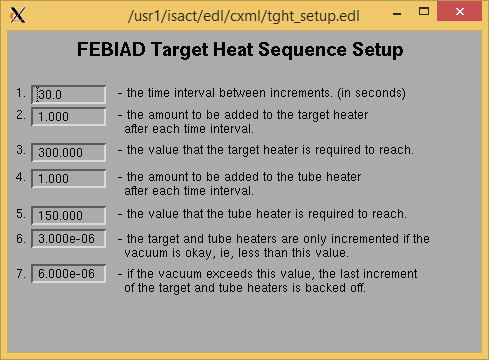 /usr1/isact/edl/cxml/tght_setup.edl
FEBIAD Target Heat Sequence Setup
1. 30.0 - the time interval between increments. (in seconds)
2. 1.000 - the amount to be added to the target heater
after each time interval.
3. 300.000 - the value that the target heater is required to reach.
4. 1.000 - the amount to be added to the tube heater
after each time interval.
5. 150.000 - the value that the tube heater is required to reach.
6. 3.000e-06 - the target and tube heaters are only incremented if the
vacuum is okay, ie, less than this value.
7. 6.000e-06 - if the vacuum exceeds this value, the last increment
of the target and tube heaters is backed off.